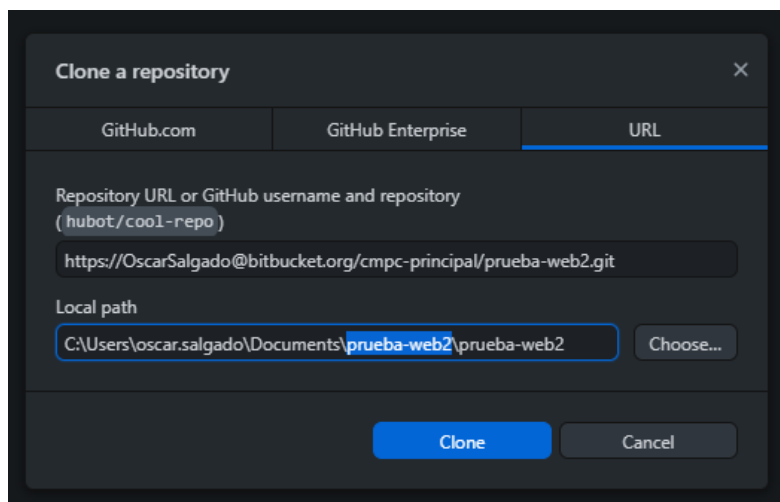 Clone a repository
GitHub.com GitHub Enterprise URL
Repository URL or GitHub username and repository
(hubot/cool-repo)
https://OscarSalgado@bitbucket.org/cmpc-principal/prueba-web2.git
Local path
C:\Users\oscar.salgado\Documents\prueba-web2\prueba-web2 Choose...
Clone Cancel